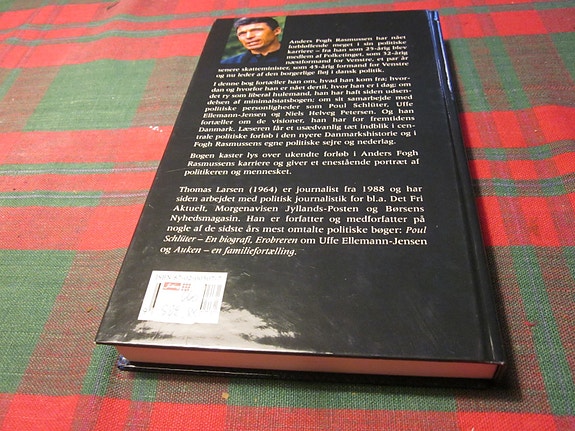 Anders Fogh Rasmussen har nået
forbløffende meget i sin politiske
karriere – fra han som 25-årig blev
medlem af Folketinget, som 32-årig
næstformand for Venstre, et par år
senere skatteminister, som 45-årig formand for Venstre
og nu leder af den borgerlige fløj i dansk politik.
I denne bog fortæller han om, hvad han kom fra; hvor-
dan og hvorfor han er nået dertil, hvor han er i dag; om
det ry som liberal hulemand, han har haft siden udsen-
delsen af minimalstatsbogen; om sit samarbejde med
politiske personligheder som Poul Schlüter, Uffe
Ellemann-Jensen og Niels Helveg Petersen. Og han
fortæller om de visioner, han har for fremtidens
Danmark. Læseren får et usædvanlig tæt indblik i cen-
trale politiske forløb i den nyere Danmarkshistorie og i
Fogh Rasmussens egne politiske sejre og nederlag.
Bogen kaster lys over ukendte forløb i Anders Fogh
Rasmussens karriere og giver et enestående portræt af
politikeren og mennesket.
Thomas Larsen (1964) er journalist fra 1988 og har
siden arbejdet med politisk journalistik for bl.a. Det Fri
Aktuelt, Morgenavisen Jyllands-Posten og Børsens
Nyhedsmagasin. Han er forfatter og medforfatter på
nogle af de sidste års mest omtalte politiske bøger: Poul
Schlüter – En biografi, Erobreren om Uffe Ellemann-Jensen
og Auken – en familiefortælling.